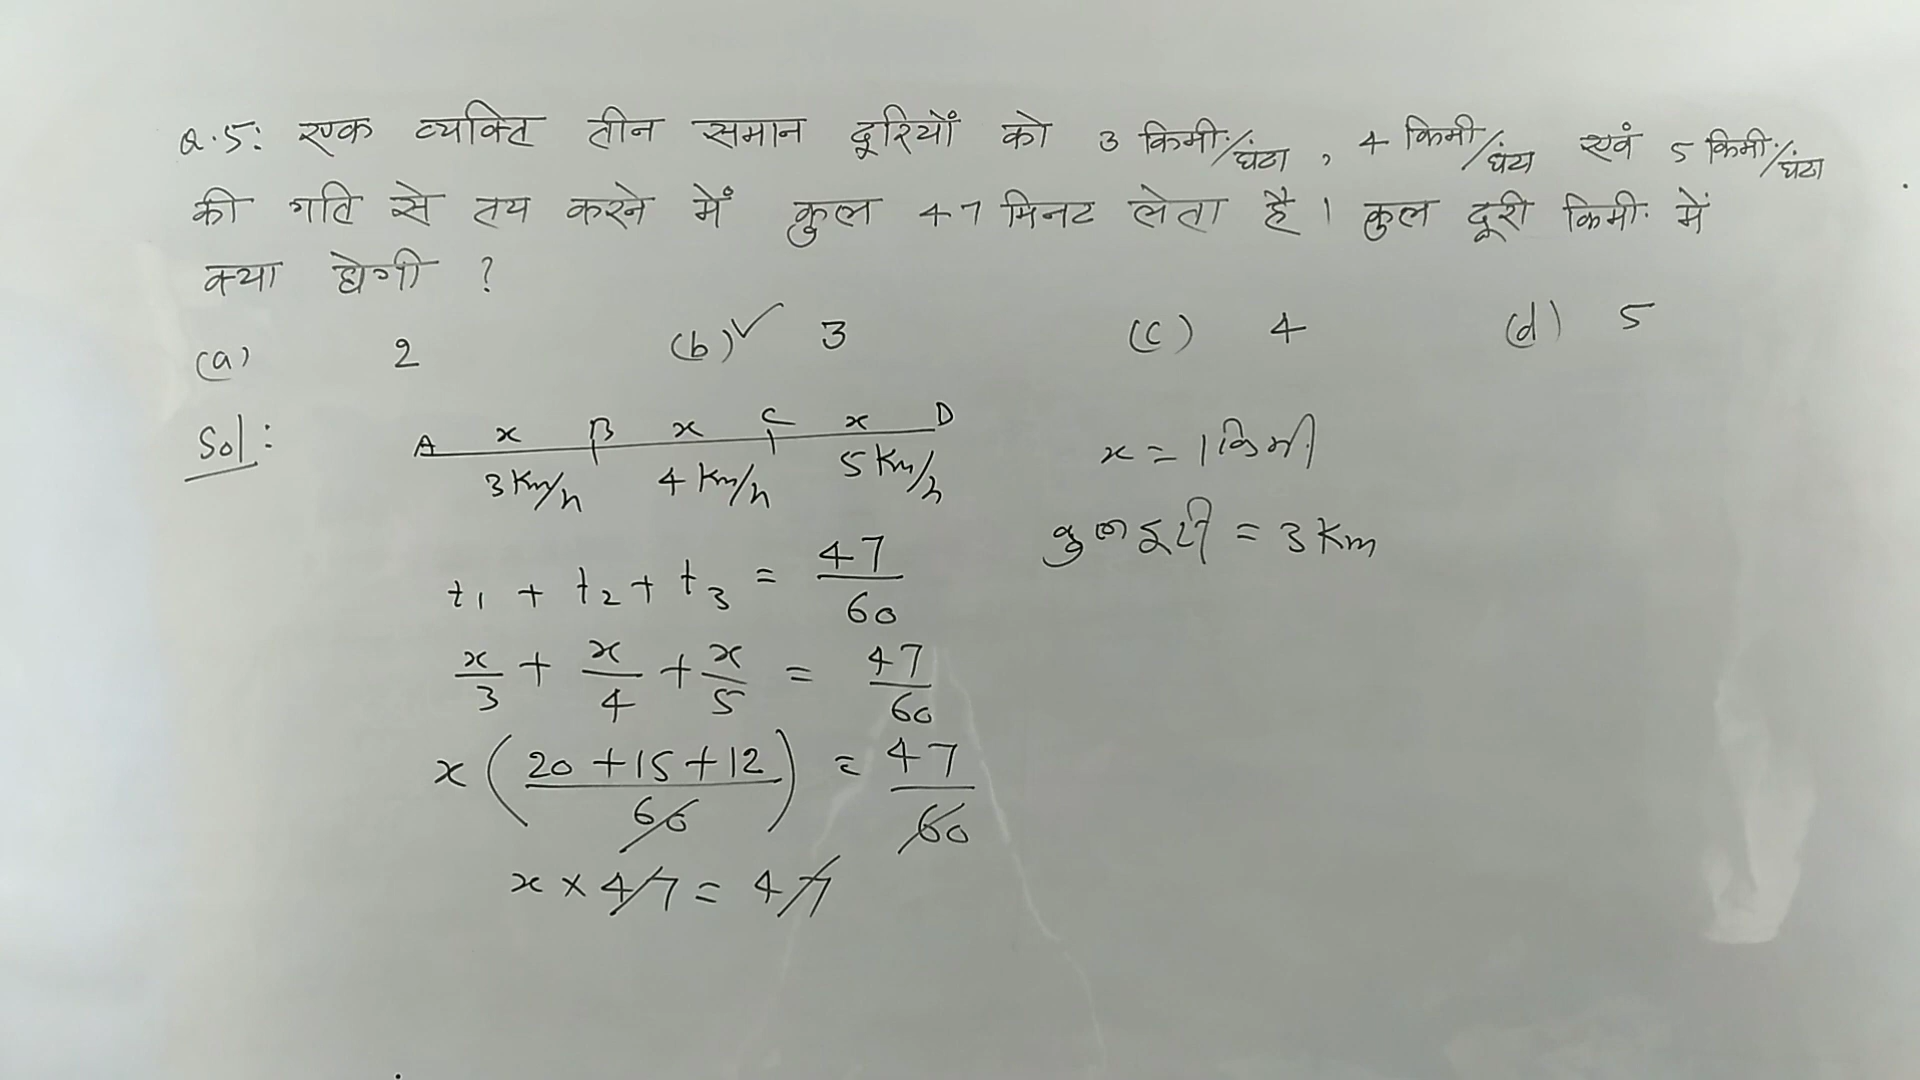 Q.5: एक व्यक्ति तीन समान दूरियों को 3 किमी./घंटा, 4 किमी/घंटा एवं 5 किमी./घंटा
की गति से तय करने में कुल 47 मिनट लेता है। कुल दूरी किमी. में
क्या होगी ?
(a) 2 (b) ✓ 3 (c) 4 (d) 5
Sol:
A x B x C x D
3 Km/h 4 Km/h 5 Km/h
t1 + t2 + t3 = 47/60
x/3 + x/4 + x/5 = 47/60
x ( (20+15+12)/60 ) = 47/60
x × 47 = 47
x = 1 किमी
कुल दूरी = 3 Km